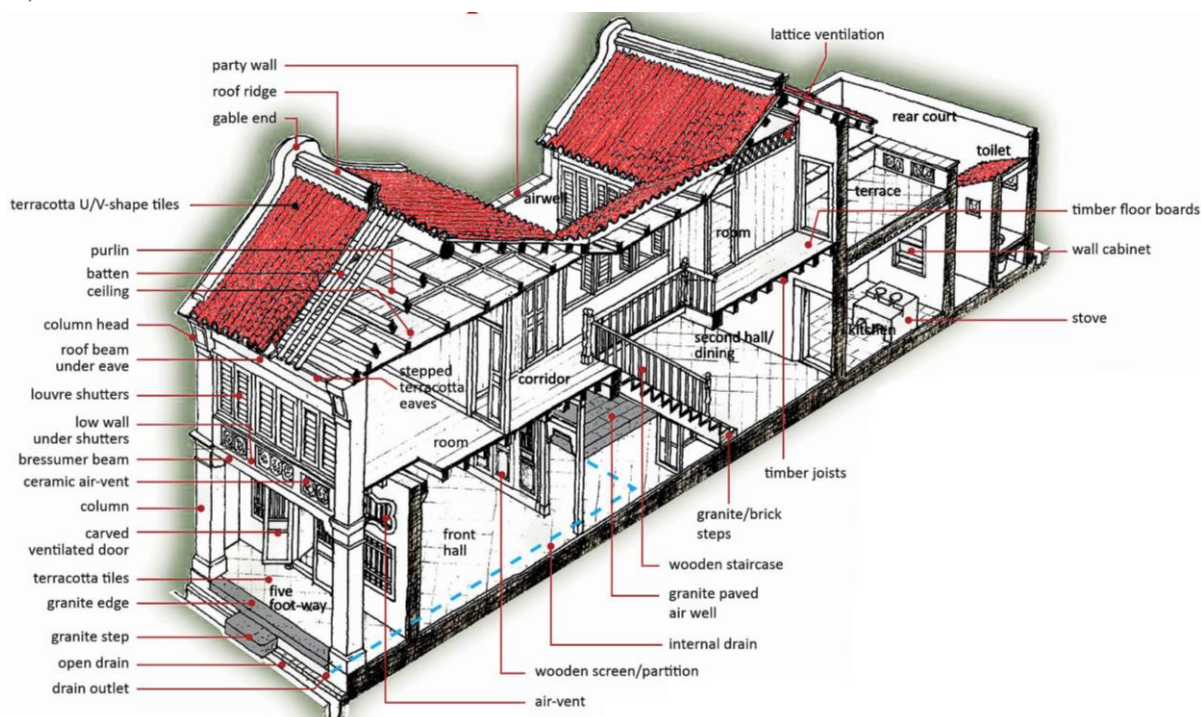 lattice ventilation
party wall
roof ridge
gable end
rear court
toilet
airwell
terrace
terracotta U/V-shape tiles
timber floor boards
room
purlin
wall cabinet
batten
ceiling
column head
stove
kitchen
roof beam
under eave
second hall/
dining
stepped
terracotta
eaves
corridor
louvre shutters
low wall
under shutters
room
bressumer beam
timber joists
ceramic air-vent
column
granite/brick
steps
carved
ventilated door
front
hall
wooden staircase
terracotta tiles
five
foot-way
granite paved
air well
granite edge
granite step
internal drain
open drain
wooden screen/partition
drain outlet
air-vent